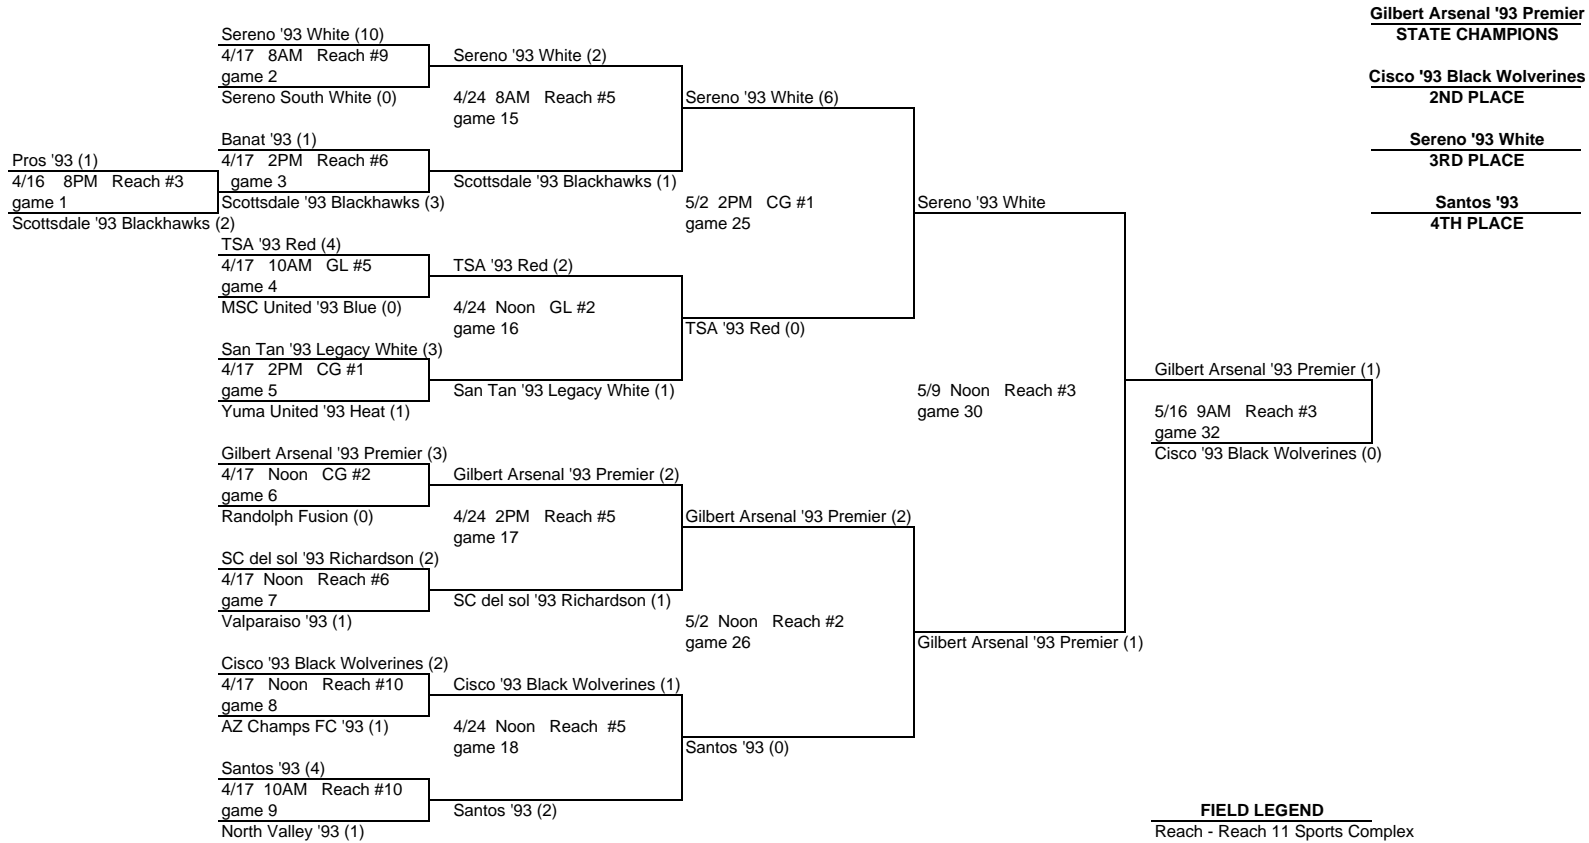 Gilbert Arsenal '93 Premier
STATE CHAMPIONS
Cisco '93 Black Wolverines
2ND PLACE
Sereno '93 White
3RD PLACE
Santos '93
4TH PLACE
Pros '93 (1)
4/16 8PM Reach #3
game 1
Scottsdale '93 Blackhawks (2)
Sereno '93 White (10)
4/17 8AM Reach #9
game 2
Sereno South White (0)
Banat '93 (1)
4/17 2PM Reach #6
game 3
Scottsdale '93 Blackhawks (3)
TSA '93 Red (4)
4/17 10AM GL #5
game 4
MSC United '93 Blue (0)
San Tan '93 Legacy White (3)
4/17 2PM CG #1
game 5
Yuma United '93 Heat (1)
Gilbert Arsenal '93 Premier (3)
4/17 Noon CG #2
game 6
Randolph Fusion (0)
SC del sol '93 Richardson (2)
4/17 Noon Reach #6
game 7
Valparaiso '93 (1)
Cisco '93 Black Wolverines (2)
4/17 Noon Reach #10
game 8
AZ Champs FC '93 (1)
Santos '93 (4)
4/17 10AM Reach #10
game 9
North Valley '93 (1)
Sereno '93 White (2)
4/24 8AM Reach #5
game 15
Scottsdale '93 Blackhawks (1)
TSA '93 Red (2)
4/24 Noon GL #2
game 16
San Tan '93 Legacy White (1)
Gilbert Arsenal '93 Premier (2)
4/24 2PM Reach #5
game 17
SC del sol '93 Richardson (1)
Cisco '93 Black Wolverines (1)
4/24 Noon Reach #5
game 18
Santos '93 (2)
Sereno '93 White (6)
5/2 2PM CG #1
game 25
TSA '93 Red (0)
Gilbert Arsenal '93 Premier (2)
5/2 Noon Reach #2
game 26
Santos '93 (0)
Sereno '93 White
5/9 Noon Reach #3
game 30
Gilbert Arsenal '93 Premier (1)
Gilbert Arsenal '93 Premier (1)
5/16 9AM Reach #3
game 32
Cisco '93 Black Wolverines (0)
FIELD LEGEND
Reach - Reach 11 Sports Complex